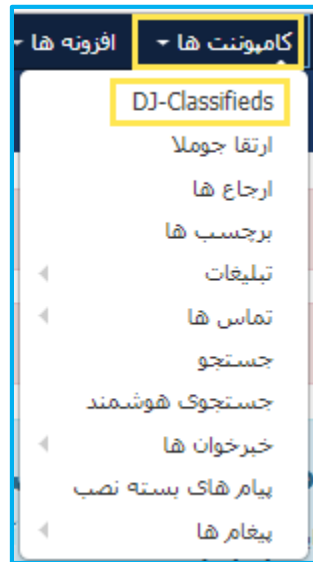 کامپوننت ها افزونه ها
DJ-Classifieds
ارتقا جوملا
ارجاع ها
برچسب ها
تبلیغات
تماس ها
جستجو
جستجوی هوشمند
خبرخوان ها
پیام های بسته نصب
پیغام ها